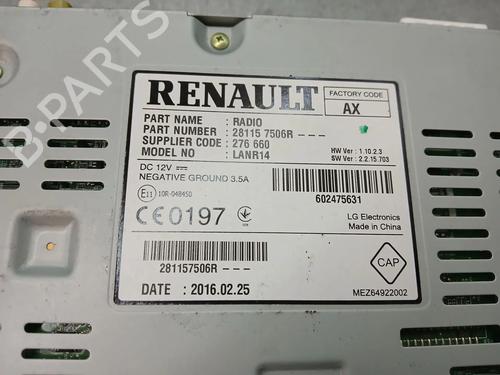 RENAULT
FACTORY CODE
AX
PART NAME : RADIO
PART NUMBER : 28115 7506R - - -
SUPPLIER CODE : 276 660
MODEL NO : LANR14
HW Ver : 1.10.2.3
SW Ver : 2.2.15.703
DC 12V
NEGATIVE GROUND 3.5A
E11 10R-048450
602475631
CE0197
LG Electronics
Made in China
281157506R - - -
CAP
DATE : 2016.02.25
MEZ64922002
B-PARTS